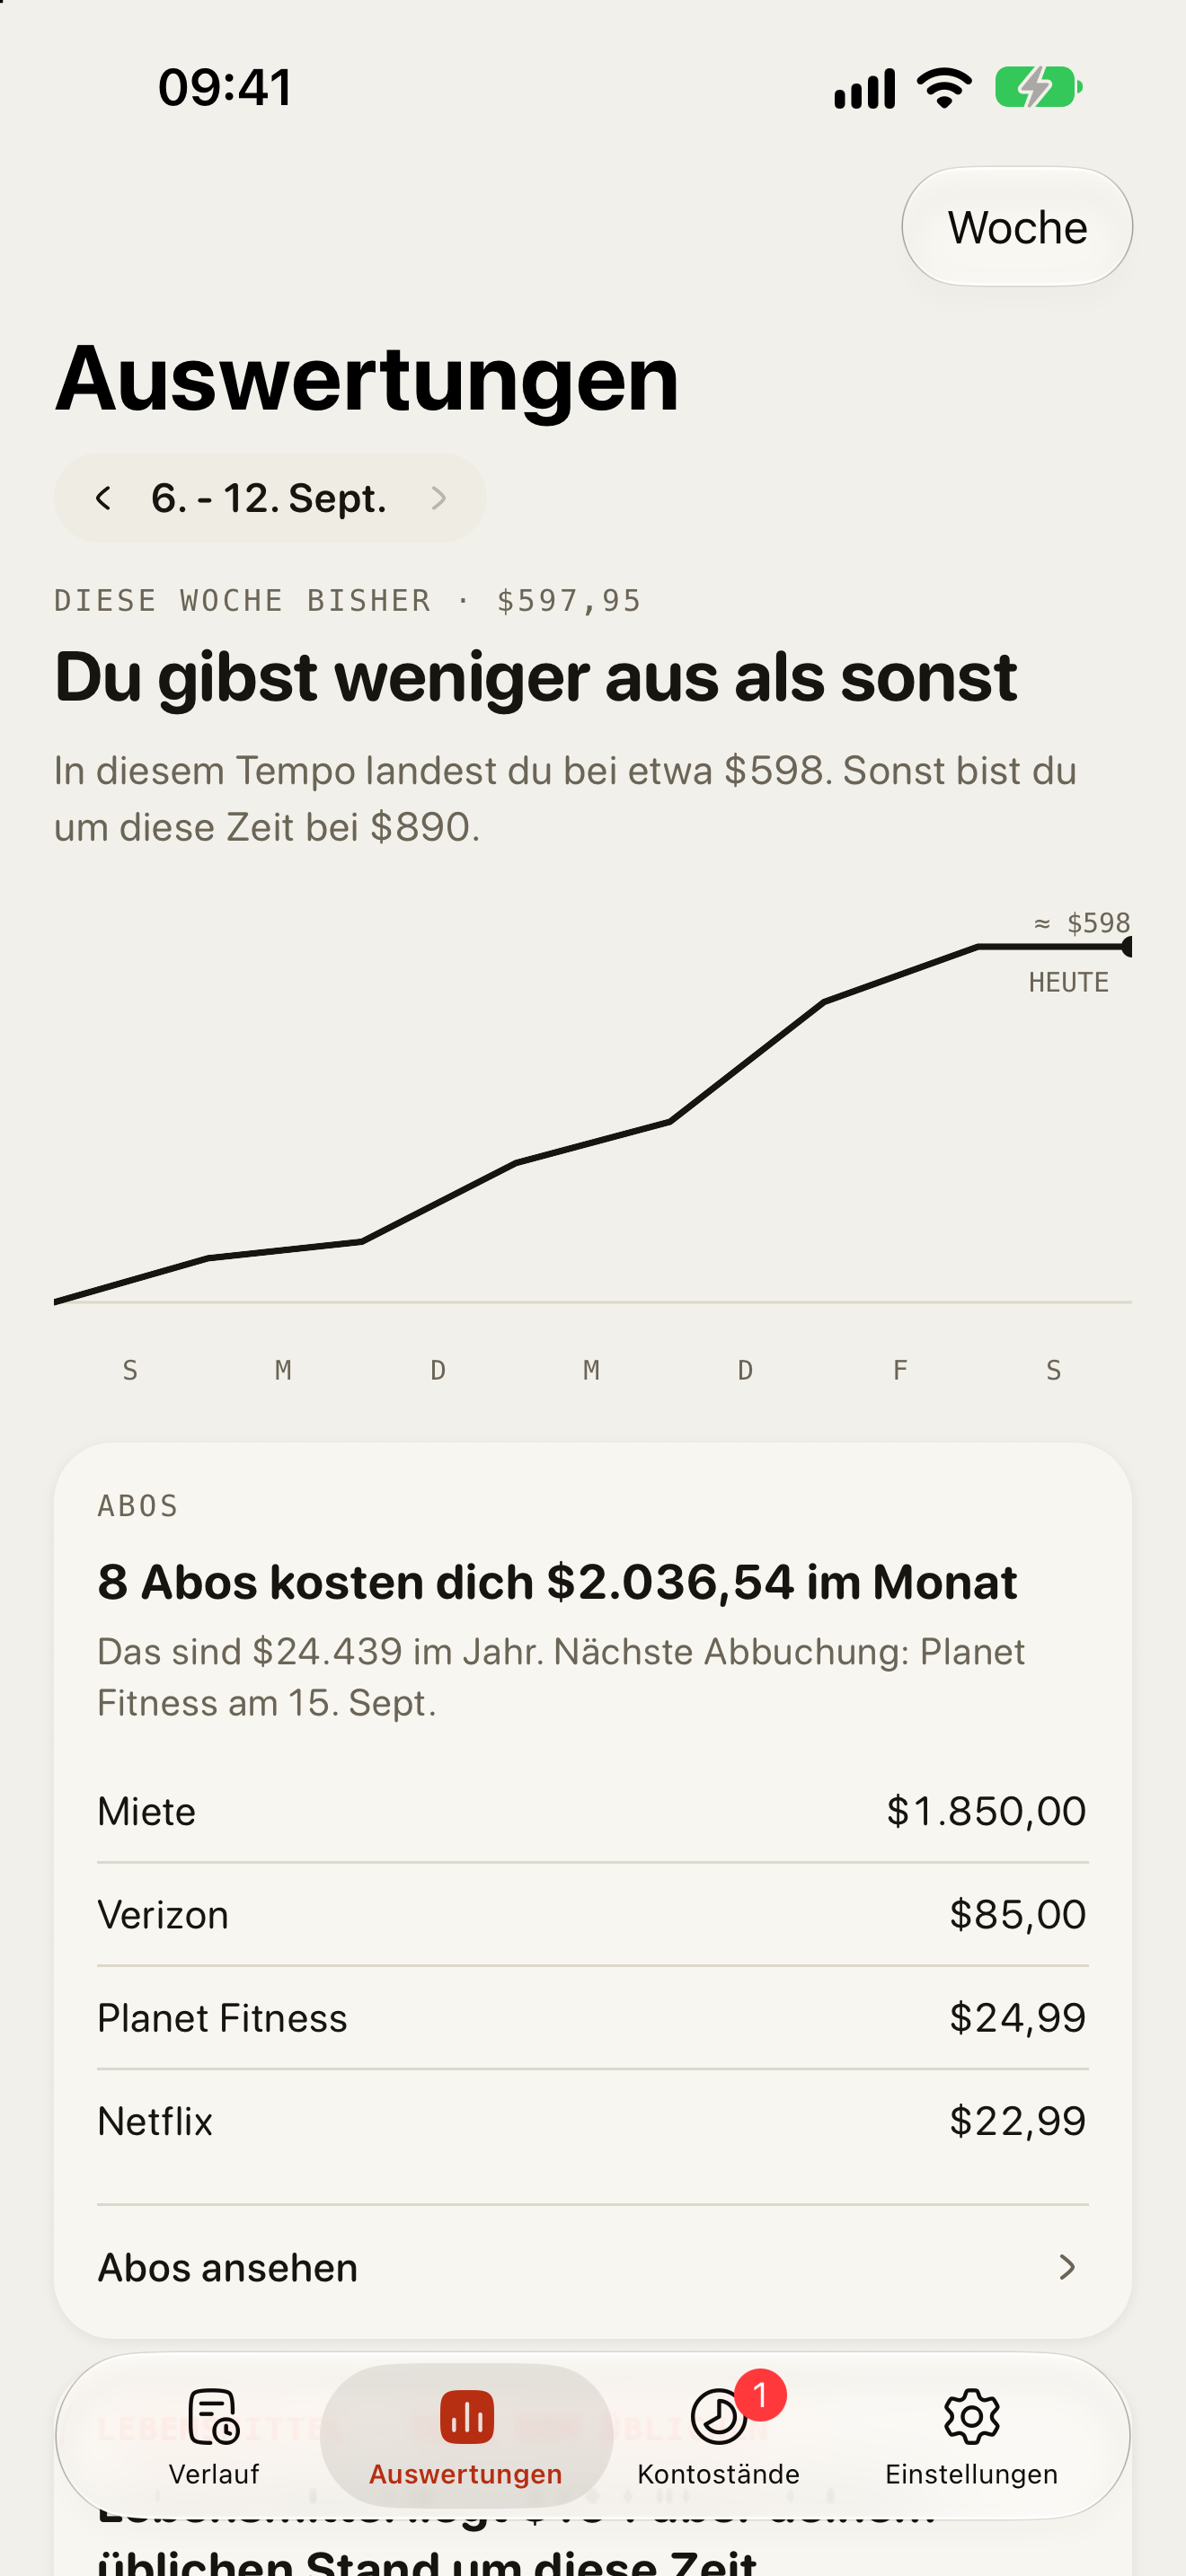 09:41
Woche
Auswertungen
6. - 12. Sept.
DIESE WOCHE BISHER · $597,95
Du gibst weniger aus als sonst
In diesem Tempo landest du bei etwa $598. Sonst bist du
um diese Zeit bei $890.
≈ $598
HEUTE
S M D M D F S
ABOS
8 Abos kosten dich $2.036,54 im Monat
Das sind $24.439 im Jahr. Nächste Abbuchung: Planet
Fitness am 15. Sept.
Miete $1.850,00
Verizon $85,00
Planet Fitness $24,99
Netflix $22,99
Abos ansehen
1
Verlauf Auswertungen Kontostände Einstellungen
üblichen Stand um diese Zeit